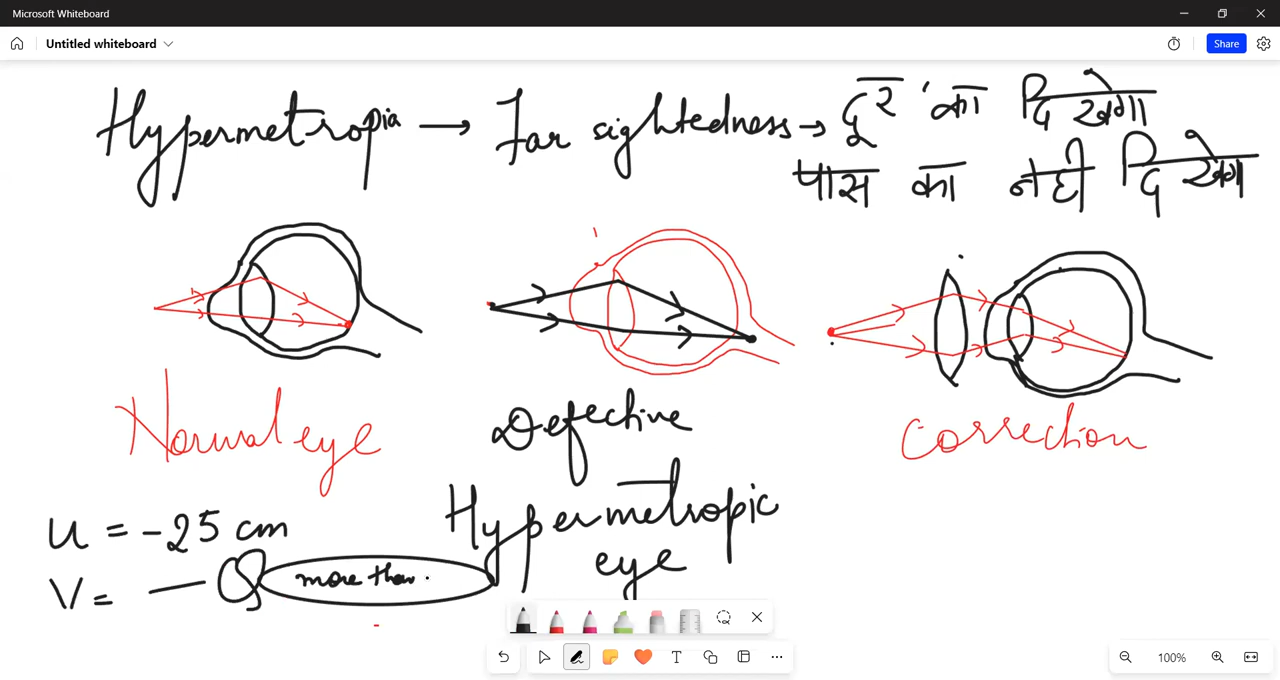 Microsoft Whiteboard
Untitled whiteboard
Share
Hypermetropia → Far sightedness → दूर का दिखेगा
पास का नही दिखेगा
Normal eye
Defective
Hypermetropic
eye
Correction
u = -25 cm
V = — more than
T
100%